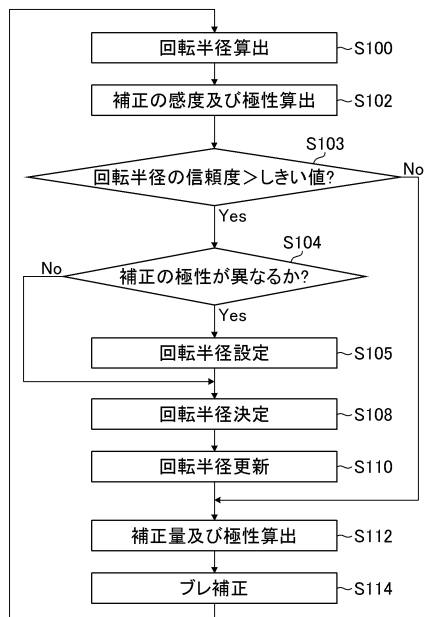 回転半径算出 S100
補正の感度及び極性算出 S102
S103
回転半径の信頼度>しきい値? No
Yes
S104
No 補正の極性が異なるか?
Yes
回転半径設定 S105
回転半径決定 S108
回転半径更新 S110
補正量及び極性算出 S112
ブレ補正 S114